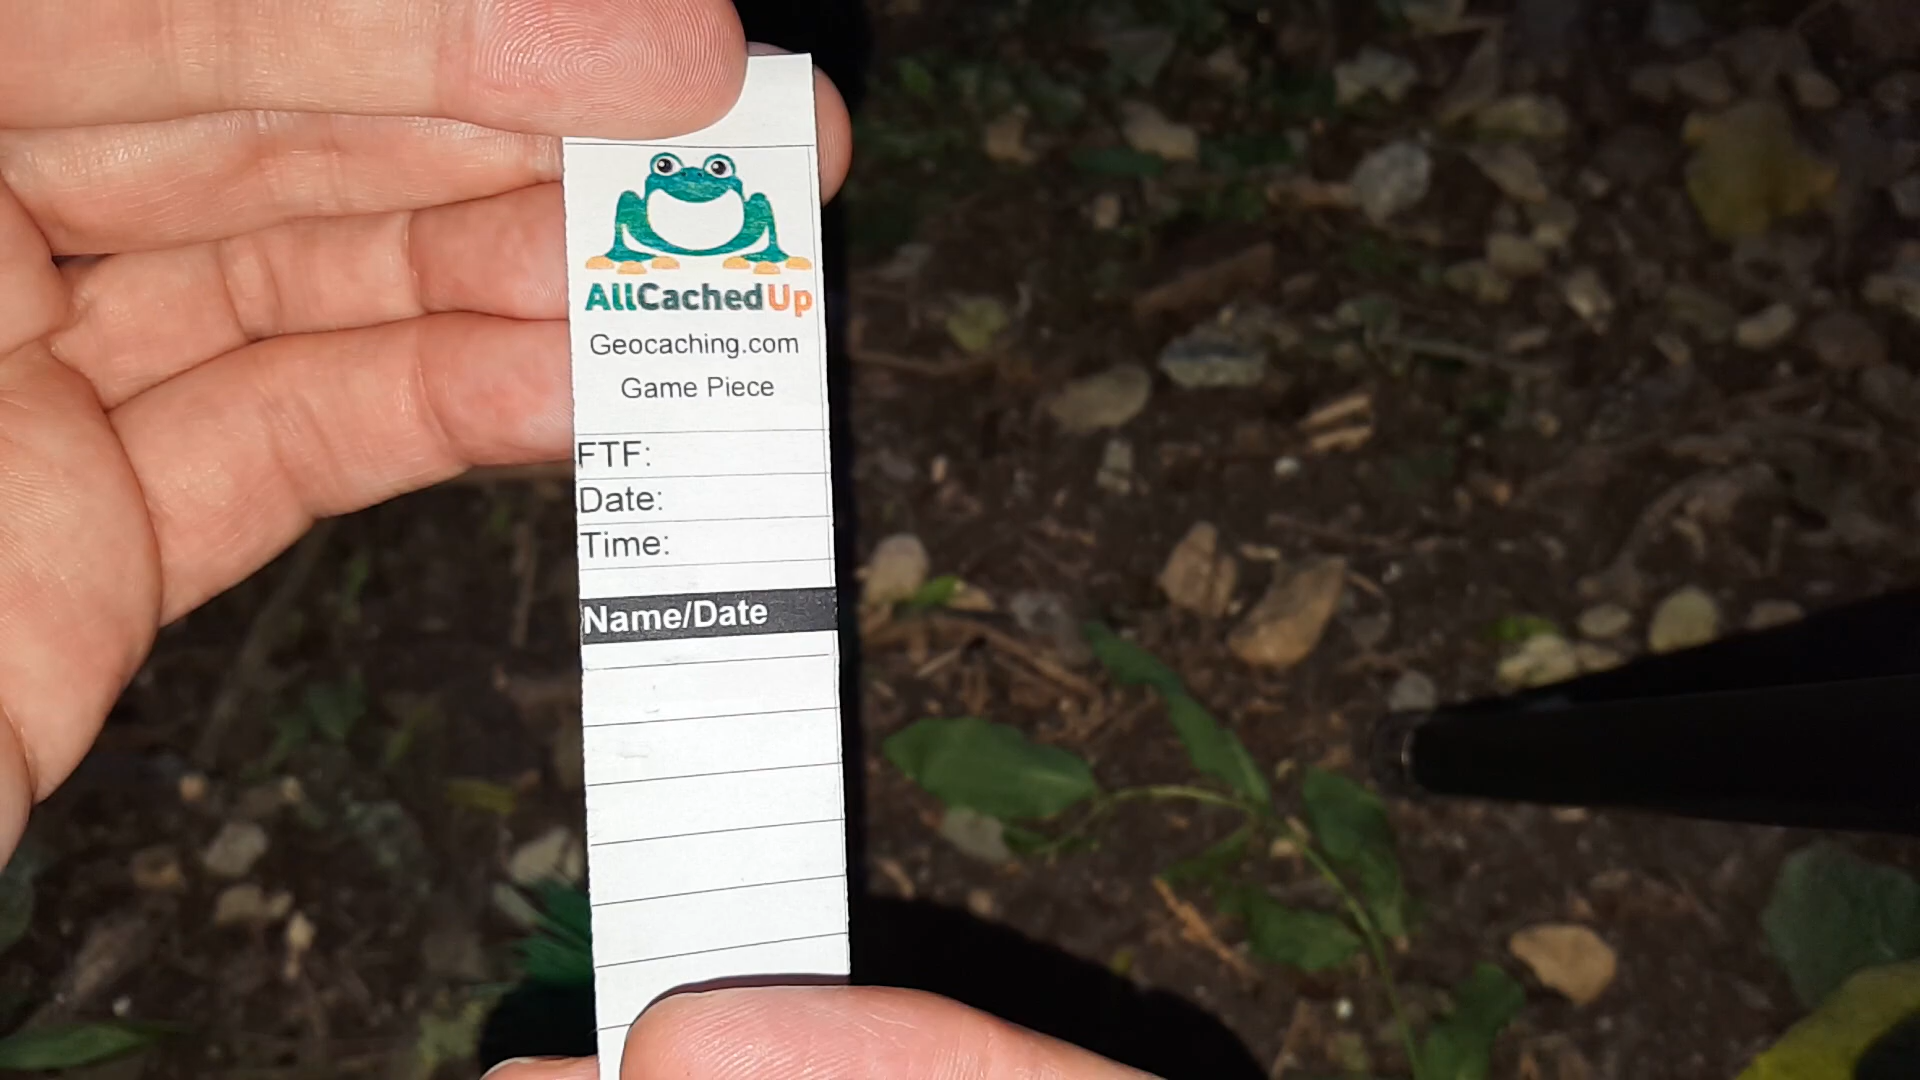 AllCachedUp
Geocaching.com
Game Piece
FTF:
Date:
Time:
Name/Date